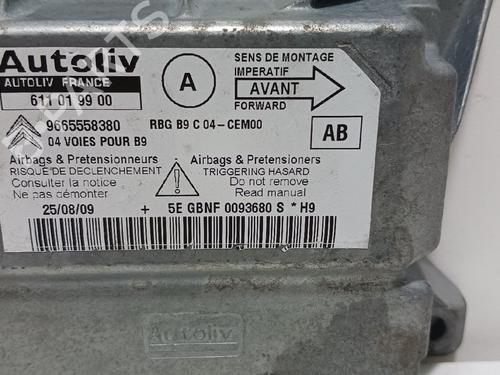 Autoliv
AUTOLIV FRANCE
611 01 99 00
A
SENS DE MONTAGE
IMPERATIF
AVANT
FORWARD
9665558380
RBG B9 C 04-CEM00
04 VOIES POUR B9
AB
Airbags & Pretensionneurs
RISQUE DE DECLENCHEMENT
Consulter la notice
Ne pas démonter
Airbags & Pretensioners
TRIGGERING HASARD
Do not remove
Read manual
25/08/09 + 5E GBNF 0093680 S * H9
Autoliv